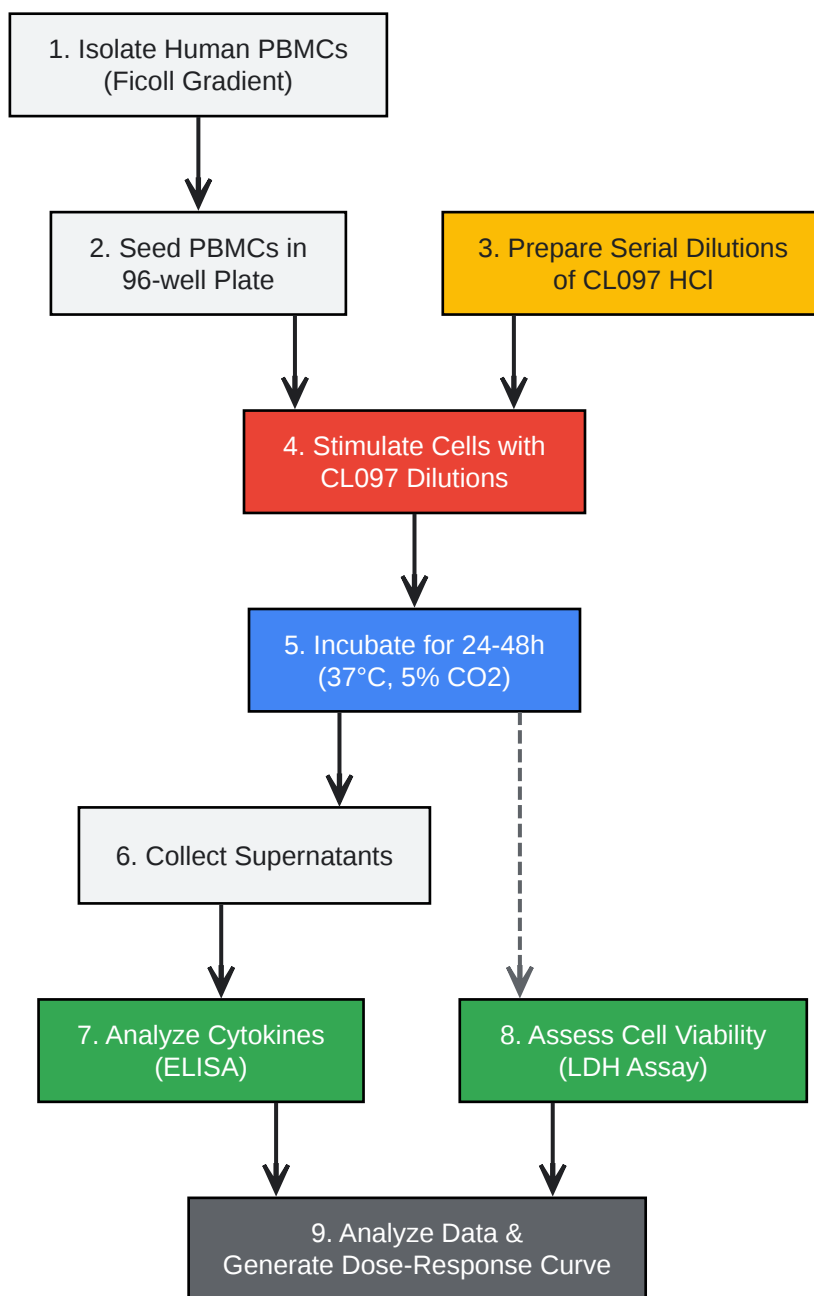 1. Isolate Human PBMCs
(Ficoll Gradient)
2. Seed PBMCs in
96-well Plate
3. Prepare Serial Dilutions
of CL097 HCl
4. Stimulate Cells with
CL097 Dilutions
5. Incubate for 24-48h
(37°C, 5% CO2)
6. Collect Supernatants
7. Analyze Cytokines
(ELISA)
8. Assess Cell Viability
(LDH Assay)
9. Analyze Data &
Generate Dose-Response Curve